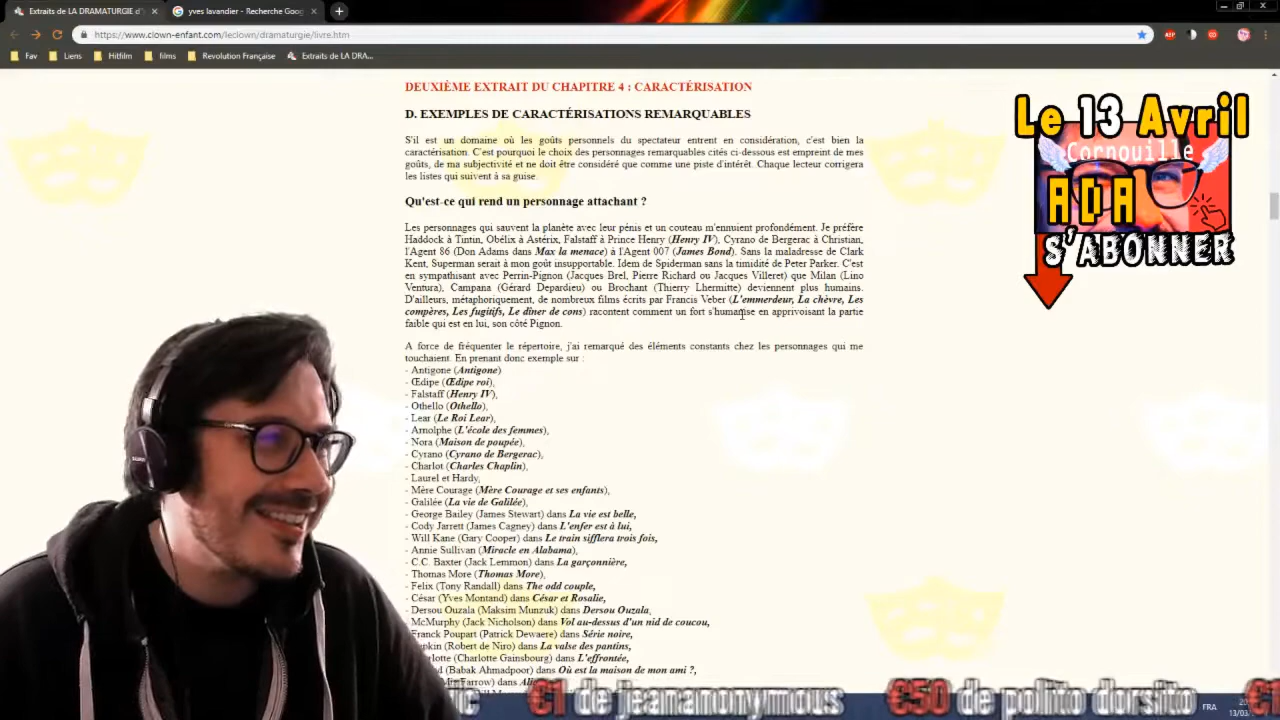 Extraits de LA DRAMATURGIE d'
yves lavandier - Recherche Goog
https://www.clown-enfant.com/leclown/dramaturgie/livre.htm
Fav
Liens
Hitfilm
films
Revolution Française
Extraits de LA DRA...
DEUXIÈME EXTRAIT DU CHAPITRE 4 : CARACTÉRISATION
D. EXEMPLES DE CARACTÉRISATIONS REMARQUABLES
S'il est un domaine où les goûts personnels du spectateur entrent en considération, c'est bien la
caractérisation. C'est pourquoi le choix des personnages remarquables cités ci-dessous est empreint de mes
goûts, de ma subjectivité et ne doit être considéré que comme une piste d'intérêt. Chaque lecteur corrigera
les listes qui suivent à sa guise.
Qu'est-ce qui rend un personnage attachant ?
Les personnages qui sauvent la planète avec leur pénis et un couteau m'ennuient profondément. Je préfère
Haddock à Tintin, Obélix à Astérix, Falstaff à Prince Henry (Henry IV), Cyrano de Bergerac à Christian,
l'Agent 86 (Don Adams dans Max la menace) à l'Agent 007 (James Bond). Sans la maladresse de Clark
Kent, Superman serait à mon goût insupportable. Idem de Spiderman sans la timidité de Peter Parker. C'est
en sympathisant avec Perrin-Pignon (Jacques Brel, Pierre Richard ou Jacques Villeret) que Milan (Lino
Ventura), Campana (Gérard Depardieu) ou Brochant (Thierry Lhermitte) deviennent plus humains.
D'ailleurs, métaphoriquement, de nombreux films écrits par Francis Veber (L'emmerdeur, La chèvre, Les
compères, Les fugitifs, Le dîner de cons) racontent comment un fort s'humanise en apprivoisant la partie
faible qui est en lui, son côté Pignon.
A force de fréquenter le répertoire, j'ai remarqué des éléments constants chez les personnages qui me
touchaient. En prenant donc exemple sur :
- Antigone (Antigone)
- Œdipe (Œdipe roi),
- Falstaff (Henry IV),
- Othello (Othello),
- Lear (Le Roi Lear),
- Arnolphe (L'école des femmes),
- Nora (Maison de poupée),
- Cyrano (Cyrano de Bergerac),
- Charlot (Charles Chaplin),
- Laurel et Hardy,
- Mère Courage (Mère Courage et ses enfants),
- Galilée (La vie de Galilée),
- George Bailey (James Stewart) dans La vie est belle,
- Cody Jarrett (James Cagney) dans L'enfer est à lui,
- Will Kane (Gary Cooper) dans Le train sifflera trois fois,
- Annie Sullivan (Miracle en Alabama),
- C.C. Baxter (Jack Lemmon) dans La garçonnière,
- Thomas More (Thomas More),
- Felix (Tony Randall) dans The odd couple,
- César (Yves Montand) dans César et Rosalie,
- Dersou Ouzala (Maksim Munzuk) dans Dersou Ouzala,
McMurphy (Jack Nicholson) dans Vol au-dessus d'un nid de coucou,
Franck Poupart (Patrick Dewaere) dans Série noire,
(Robert de Niro) dans La valse des pantins,
(Charlotte Gainsbourg) dans L'effrontée,
(Babak Ahmadpoor) dans Où est la maison de mon ami ?,
Farrow) dans
Le 13 Avril
Cornouille
ADA
S'ABONNER
€1 de jeananonymous
€50 de polito dorsiito
FRA
13/03/